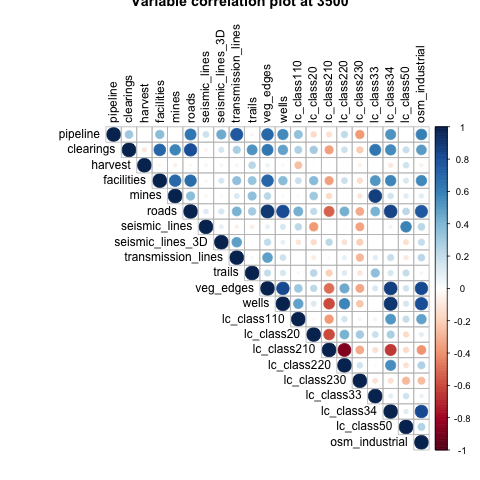 Variable correlation plot at 3500
pipeline
clearings
harvest
facilities
mines
roads
seismic_lines
seismic_lines_3D
transmission_lines
trails
veg_edges
wells
lc_class110
lc_class20
lc_class210
lc_class220
lc_class230
lc_class33
lc_class34
lc_class50
osm_industrial
pipeline
clearings
harvest
facilities
mines
roads
seismic_lines
seismic_lines_3D
transmission_lines
trails
veg_edges
wells
lc_class110
lc_class20
lc_class210
lc_class220
lc_class230
lc_class33
lc_class34
lc_class50
osm_industrial
1
0.8
0.6
0.4
0.2
0
-0.2
-0.4
-0.6
-0.8
-1